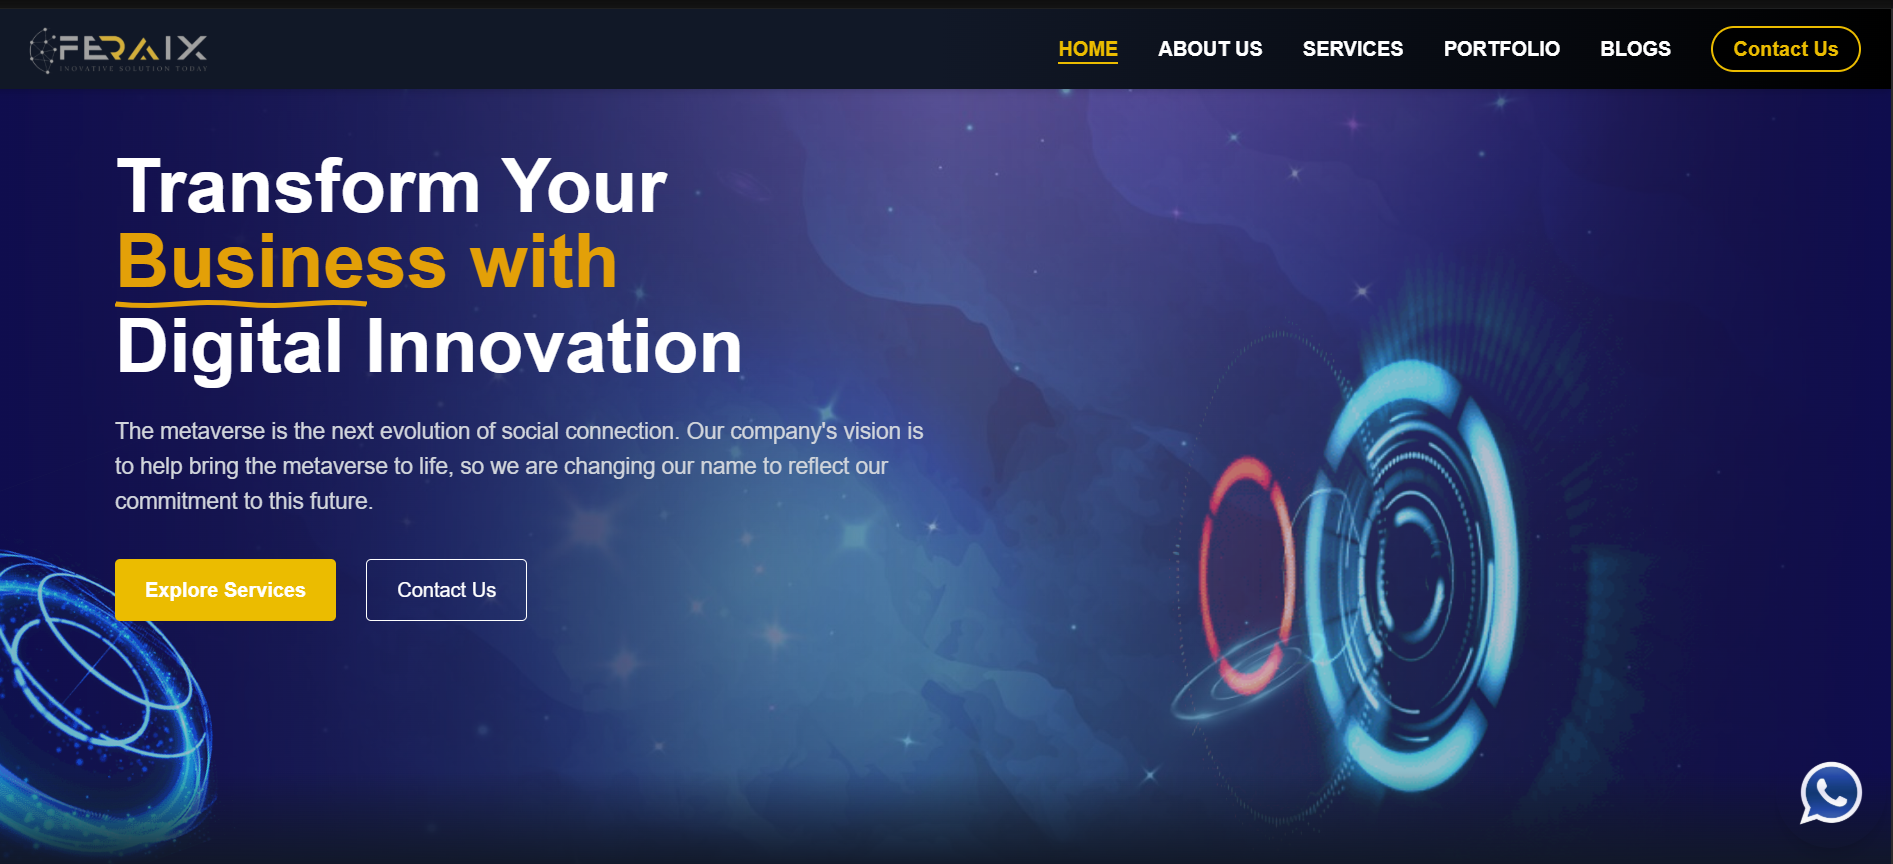 FERAIX
INOVATIVE SOLUTION TODAY
HOME ABOUT US SERVICES PORTFOLIO BLOGS Contact Us
Transform Your
Business with
Digital Innovation
The metaverse is the next evolution of social connection. Our company's vision is
to help bring the metaverse to life, so we are changing our name to reflect our
commitment to this future.
Explore Services Contact Us